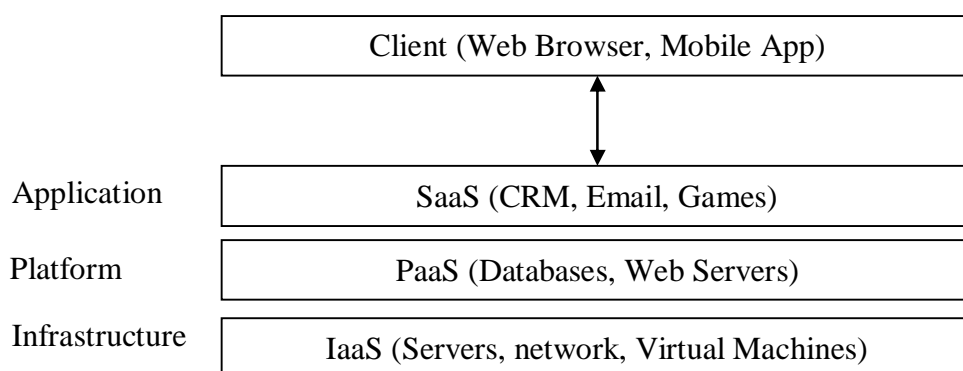 Client (Web Browser, Mobile App)
Application
SaaS (CRM, Email, Games)
Platform
PaaS (Databases, Web Servers)
Infrastructure
IaaS (Servers, network, Virtual Machines)